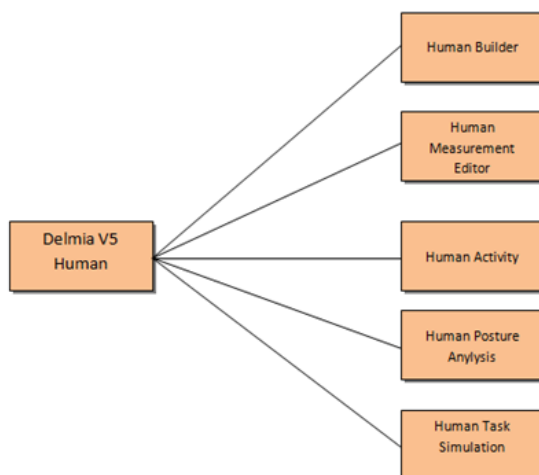 Human Builder
Human
Measurement
Editor
Delmia V5
Human
Human Activity
Human Posture
Anylysis
Human Task
Simulation